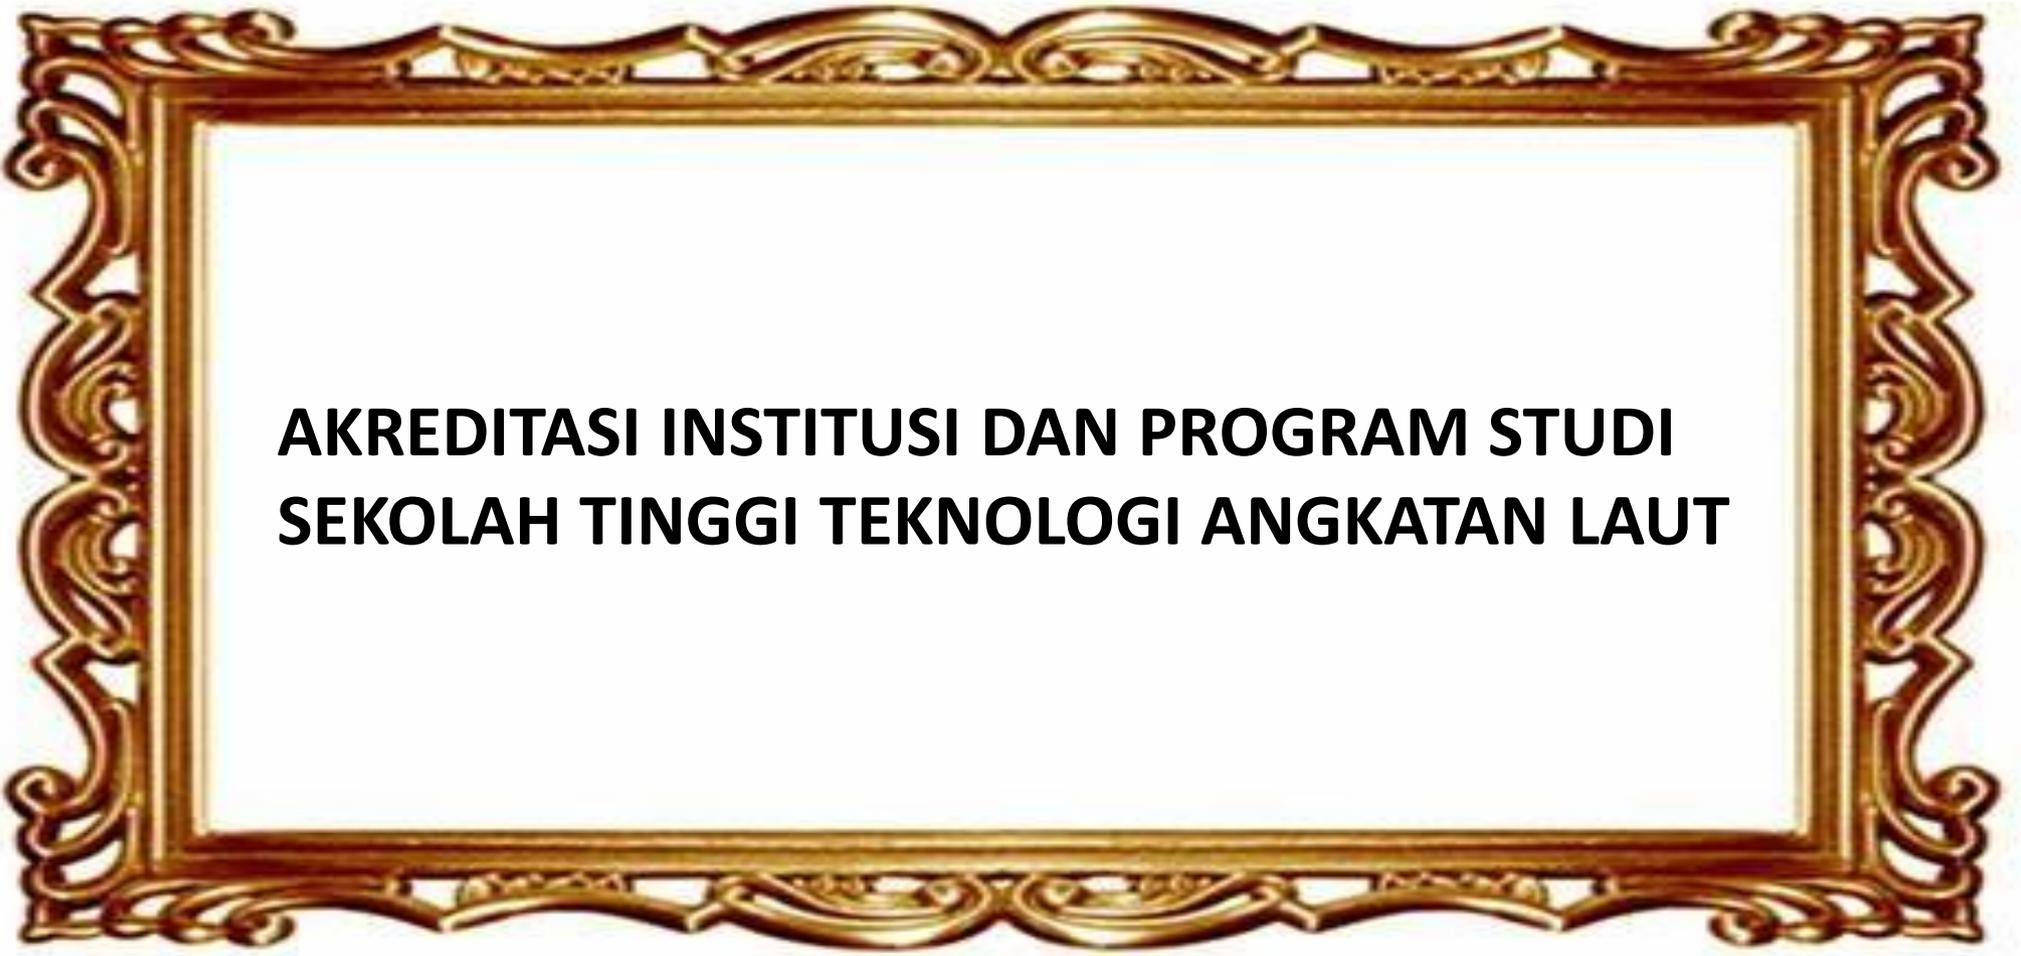 AKREDITASI INSTITUSI DAN PROGRAM STUDI
SEKOLAH TINGGI TEKNOLOGI ANGKATAN LAUT